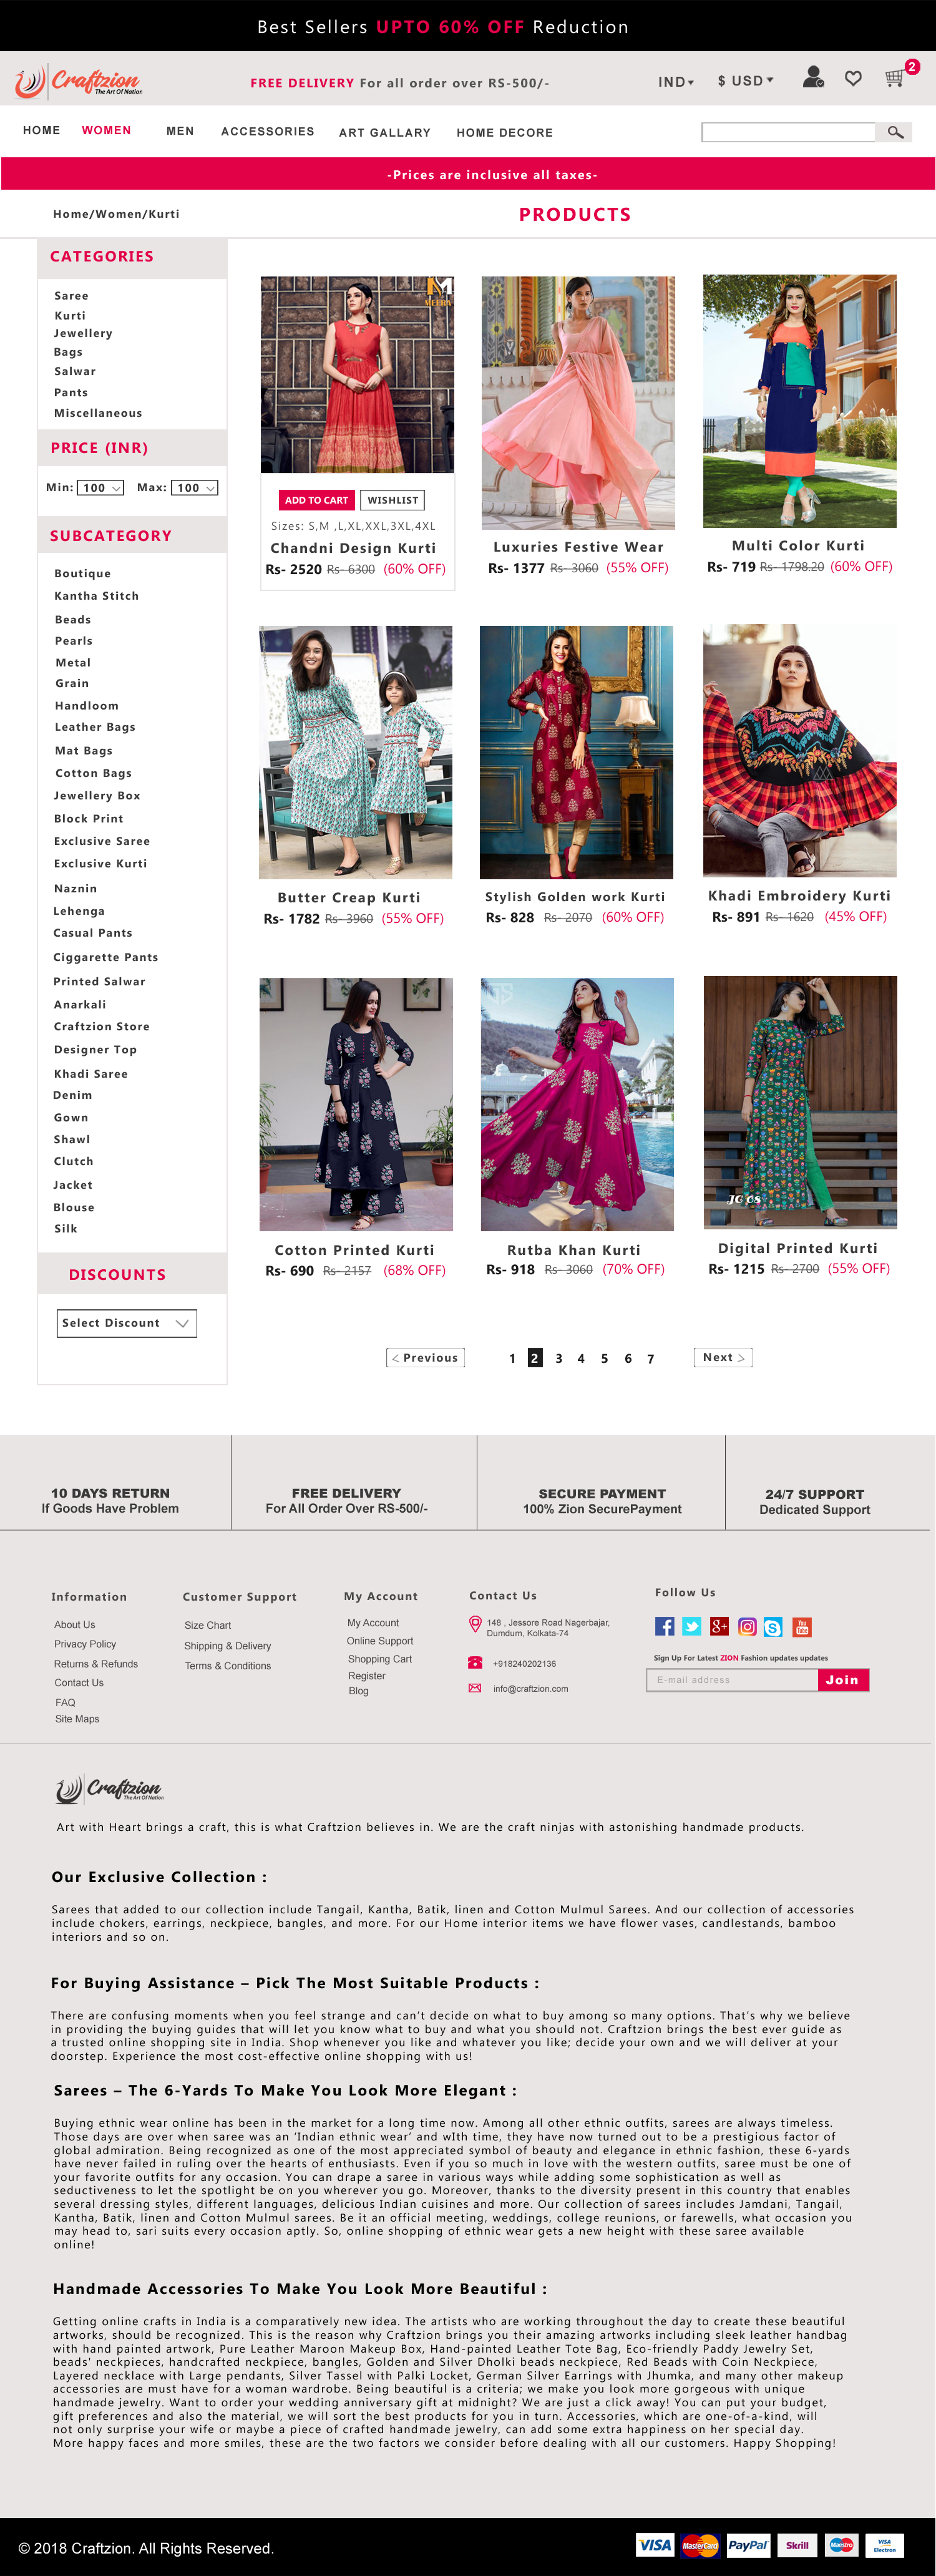 Best Sellers UPTO 60% OFF Reduction
Craftzion
The Art Of Nation
FREE DELIVERY For all order over RS-500/-
IND
$ USD
2
HOME
WOMEN
MEN
ACCESSORIES
ART GALLARY
HOME DECORE
-Prices are inclusive all taxes-
Home/Women/Kurti
PRODUCTS
CATEGORIES
Saree
Kurti
Jewellery
Bags
Salwar
Pants
Miscellaneous
PRICE (INR)
Min: 100
Max: 100
SUBCATEGORY
Boutique
Kantha Stitch
Beads
Pearls
Metal
Grain
Handloom
Leather Bags
Mat Bags
Cotton Bags
Jewellery Box
Block Print
Exclusive Saree
Exclusive Kurti
Naznin
Lehenga
Casual Pants
Ciggarette Pants
Printed Salwar
Anarkali
Craftzion Store
Designer Top
Khadi Saree
Denim
Gown
Shawl
Clutch
Jacket
Blouse
Silk
DISCOUNTS
Select Discount
M
MEERA
ADD TO CART
WISHLIST
Sizes: S,M ,L,XL,XXL,3XL,4XL
Chandni Design Kurti
Rs- 2520 Rs- 6300 (60% OFF)
Luxuries Festive Wear
Rs- 1377 Rs- 3060 (55% OFF)
Multi Color Kurti
Rs- 719 Rs- 1798.20 (60% OFF)
Butter Creap Kurti
Rs- 1782 Rs- 3960 (55% OFF)
Stylish Golden work Kurti
Rs- 828 Rs- 2070 (60% OFF)
Khadi Embroidery Kurti
Rs- 891 Rs- 1620 (45% OFF)
Cotton Printed Kurti
Rs- 690 Rs- 2157 (68% OFF)
Rutba Khan Kurti
Rs- 918 Rs- 3060 (70% OFF)
Digital Printed Kurti
Rs- 1215 Rs- 2700 (55% OFF)
< Previous
1 2 3 4 5 6 7
Next >
10 DAYS RETURN
If Goods Have Problem
FREE DELIVERY
For All Order Over RS-500/-
SECURE PAYMENT
100% Zion SecurePayment
24/7 SUPPORT
Dedicated Support
Information
About Us
Privacy Policy
Returns & Refunds
Contact Us
FAQ
Site Maps
Customer Support
Size Chart
Shipping & Delivery
Terms & Conditions
My Account
My Account
Online Support
Shopping Cart
Register
Blog
Contact Us
148 , Jessore Road Nagerbajar,
Dumdum, Kolkata-74
+918240202136
info@craftzion.com
Follow Us
Sign Up For Latest ZION Fashion updates updates
E-mail address
Join
Craftzion
The Art Of Nation
Art with Heart brings a craft, this is what Craftzion believes in. We are the craft ninjas with astonishing handmade products.
Our Exclusive Collection :
Sarees that added to our collection include Tangail, Kantha, Batik, linen and Cotton Mulmul Sarees. And our collection of accessories
include chokers, earrings, neckpiece, bangles, and more. For our Home interior items we have flower vases, candlestands, bamboo
interiors and so on.
For Buying Assistance – Pick The Most Suitable Products :
There are confusing moments when you feel strange and can't decide on what to buy among so many options. That's why we believe
in providing the buying guides that will let you know what to buy and what you should not. Craftzion brings the best ever guide as
a trusted online shopping site in India. Shop whenever you like and whatever you like; decide your own and we will deliver at your
doorstep. Experience the most cost-effective online shopping with us!
Sarees – The 6-Yards To Make You Look More Elegant :
Buying ethnic wear online has been in the market for a long time now. Among all other ethnic outfits, sarees are always timeless.
Those days are over when saree was an 'Indian ethnic wear' and wIth time, they have now turned out to be a prestigious factor of
global admiration. Being recognized as one of the most appreciated symbol of beauty and elegance in ethnic fashion, these 6-yards
have never failed in ruling over the hearts of enthusiasts. Even if you so much in love with the western outfits, saree must be one of
your favorite outfits for any occasion. You can drape a saree in various ways while adding some sophistication as well as
seductiveness to let the spotlight be on you wherever you go. Moreover, thanks to the diversity present in this country that enables
several dressing styles, different languages, delicious Indian cuisines and more. Our collection of sarees includes Jamdani, Tangail,
Kantha, Batik, linen and Cotton Mulmul sarees. Be it an official meeting, weddings, college reunions, or farewells, what occasion you
may head to, sari suits every occasion aptly. So, online shopping of ethnic wear gets a new height with these saree available
online!
Handmade Accessories To Make You Look More Beautiful :
Getting online crafts in India is a comparatively new idea. The artists who are working throughout the day to create these beautiful
artworks, should be recognized. This is the reason why Craftzion brings you their amazing artworks including sleek leather handbag
with hand painted artwork, Pure Leather Maroon Makeup Box, Hand-painted Leather Tote Bag, Eco-friendly Paddy Jewelry Set,
beads' neckpieces, handcrafted neckpiece, bangles, Golden and Silver Dholki beads neckpiece, Red Beads with Coin Neckpiece,
Layered necklace with Large pendants, Silver Tassel with Palki Locket, German Silver Earrings with Jhumka, and many other makeup
accessories are must have for a woman wardrobe. Being beautiful is a criteria; we make you look more gorgeous with unique
handmade jewelry. Want to order your wedding anniversary gift at midnight? We are just a click away! You can put your budget,
gift preferences and also the material, we will sort the best products for you in turn. Accessories, which are one-of-a-kind, will
not only surprise your wife or maybe a piece of crafted handmade jewelry, can add some extra happiness on her special day.
More happy faces and more smiles, these are the two factors we consider before dealing with all our customers. Happy Shopping!
© 2018 Craftzion. All Rights Reserved.
VISA
MasterCard
PayPal
Skrill
Maestro
VISA
Electron